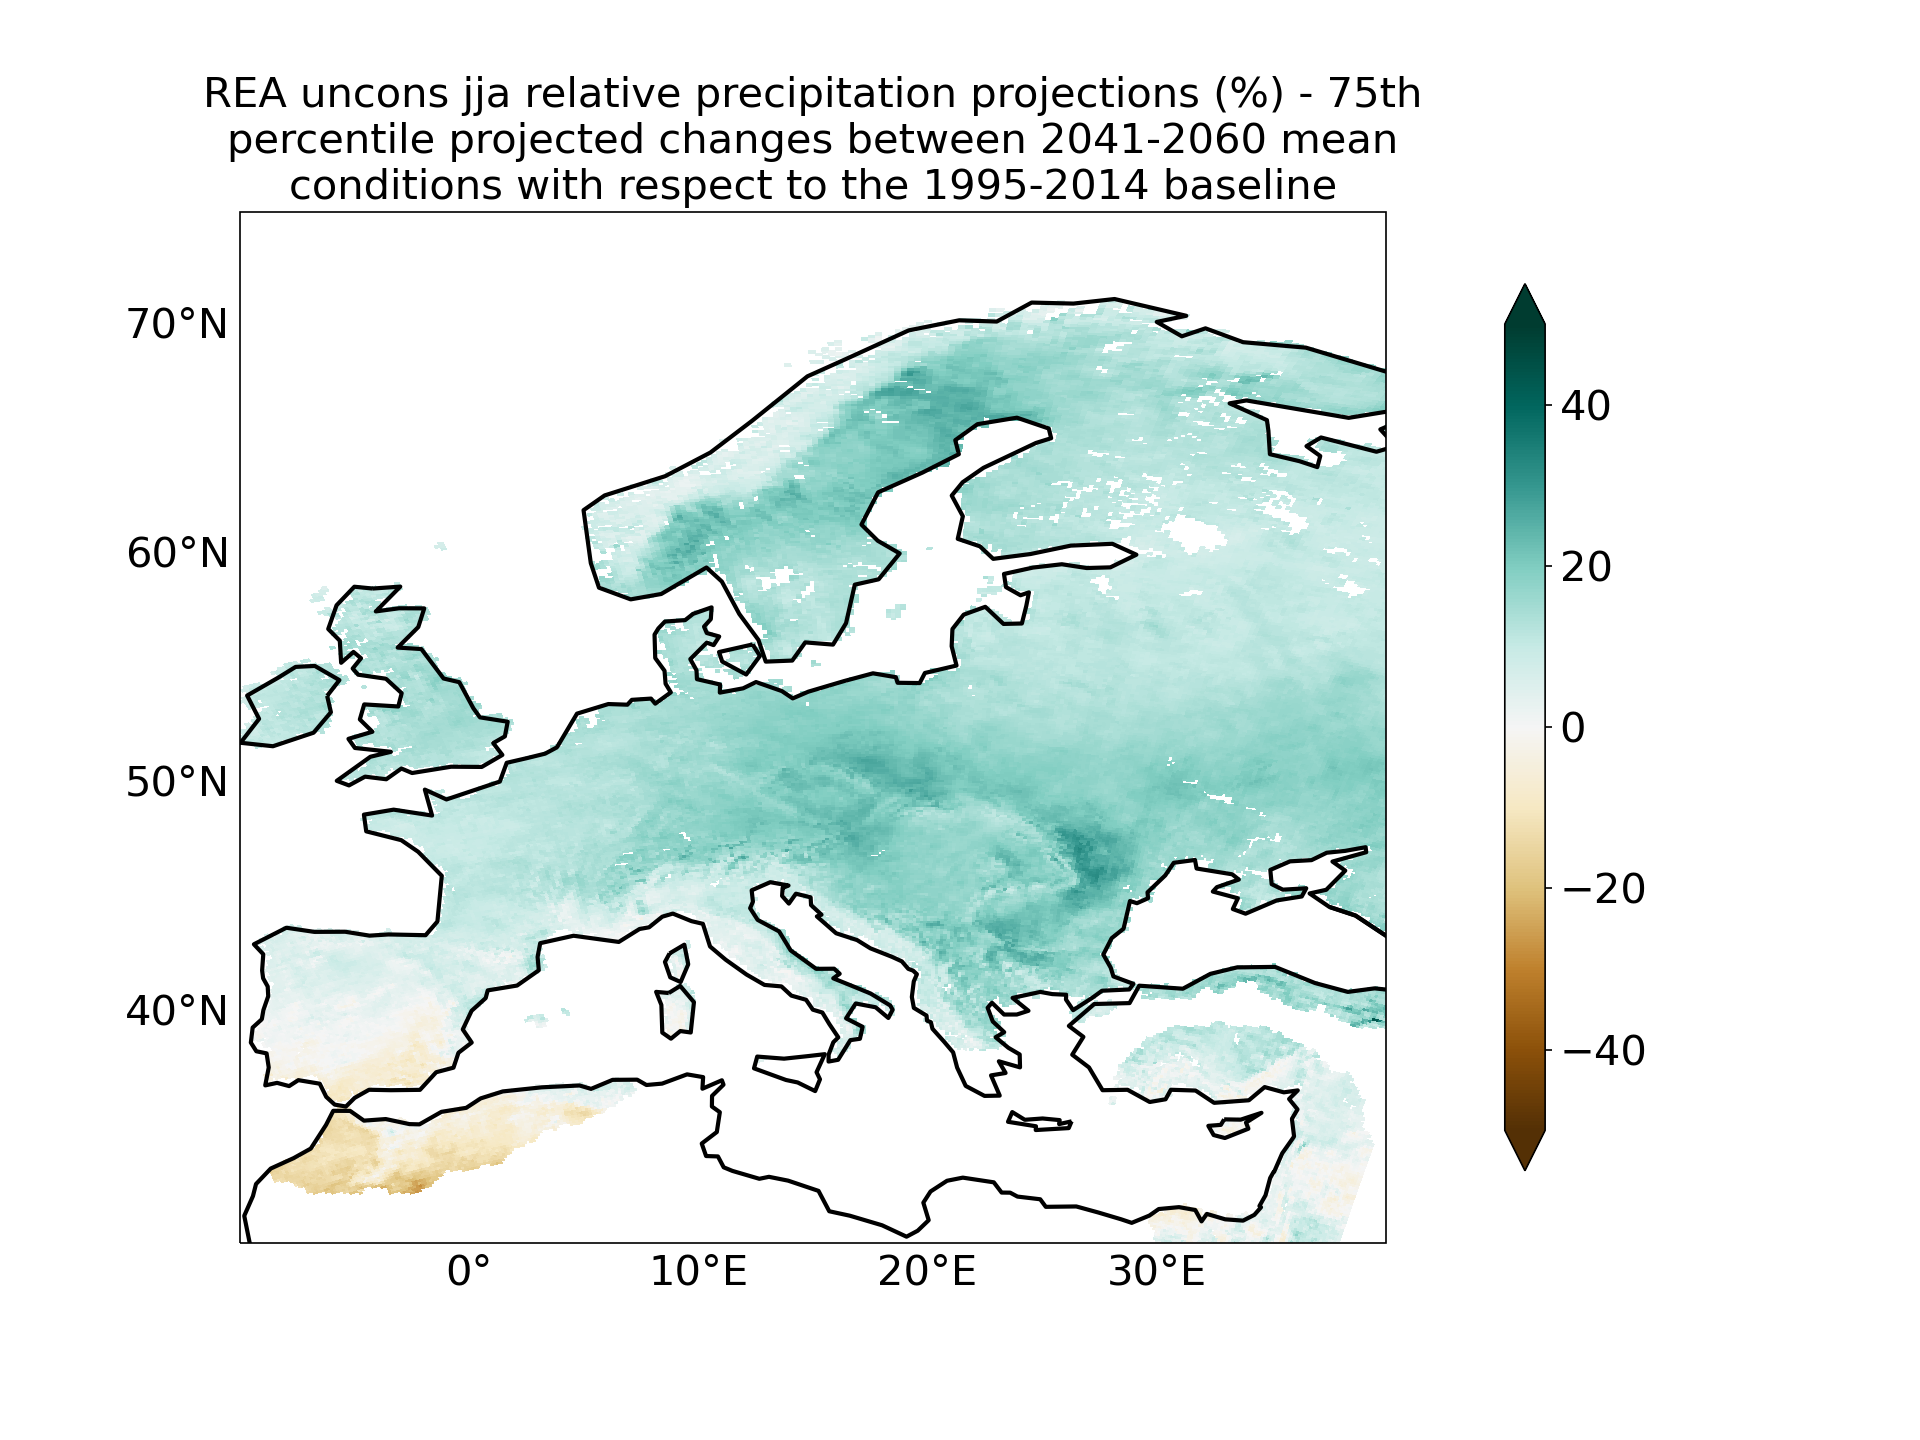 REA uncons jja relative precipitation projections (%) - 75th
percentile projected changes between 2041-2060 mean
conditions with respect to the 1995-2014 baseline
70°N
60°N
50°N
40°N
0°
10°E
20°E
30°E
40
20
0
−20
−40